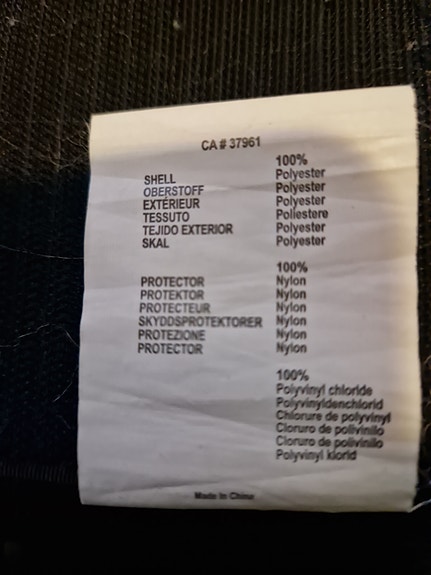 CA # 37961
100%
SHELL Polyester
OBERSTOFF Polyester
EXTÉRIEUR Polyester
TESSUTO Poliestere
TEJIDO EXTERIOR Polyester
SKAL Polyester
100%
PROTECTOR Nylon
PROTEKTOR Nylon
PROTECTEUR Nylon
SKYDDSPROTEKTORER Nylon
PROTEZIONE Nylon
PROTECTOR Nylon
100%
Polyvinyl chloride
Polyvinyldenchlorid
Chlorure de polyvinyl
Cloruro de polivinilo
Cloruro de polivinilo
Polyvinyl klorid
Made in China